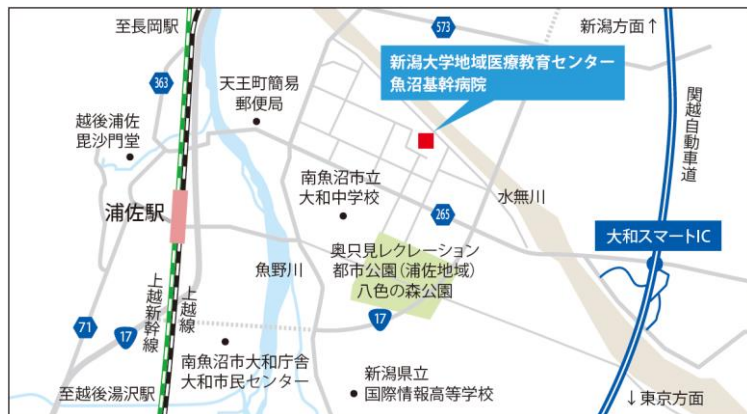 至長岡駅
573
新潟方面↑
新潟大学地域医療教育センター
魚沼基幹病院
363
天王町簡易
郵便局
関越自動車道
越後浦佐
毘沙門堂
南魚沼市立
大和中学校
浦佐駅
265
水無川
大和スマートIC
魚野川
奥只見レクレーション
都市公園(浦佐地域)
八色の森公園
上越新幹線
上越線
71
17
17
南魚沼市大和庁舎
大和市民センター
新潟県立
国際情報高等学校
至越後湯沢駅
↓東京方面